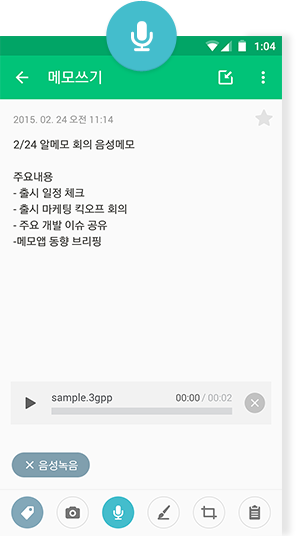 1:04
메모쓰기
2015. 02. 24 오전 11:14
2/24 알메모 회의 음성메모
주요내용
- 출시 일정 체크
- 출시 마케팅 킥오프 회의
- 주요 개발 이슈 공유
-메모앱 동향 브리핑
sample.3gpp 00:00 / 00:02
음성녹음